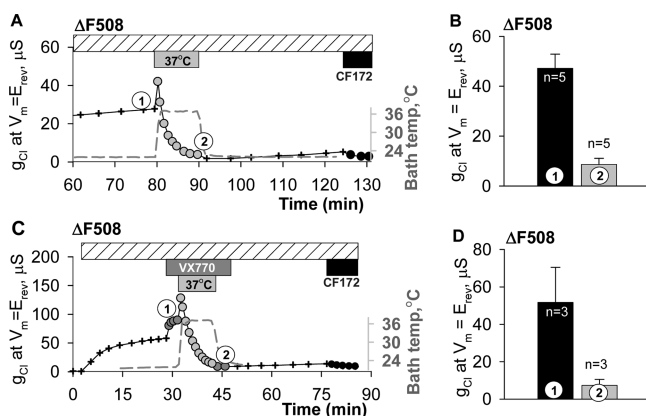 A
ΔF508
g_Cl at V_m=E_rev, μS
60
40
20
0
37°C
CF172
1
2
36
30
24
Bath temp,°C
60 70 80 90 100 110 120 130
Time (min)
B
g_Cl at V_m = E_rev, μS
60
40
20
0
n=5
n=5
1
2
ΔF508
C
ΔF508
g_Cl at V_m=E_rev, μS
200
150
100
50
0
VX770
37°C
CF172
1
2
36
30
24
Bath temp,°C
0 15 30 45 60 75 90
Time (min)
D
ΔF508
g_Cl at V_m = E_rev, μS
80
60
40
20
0
n=3
n=3
1
2